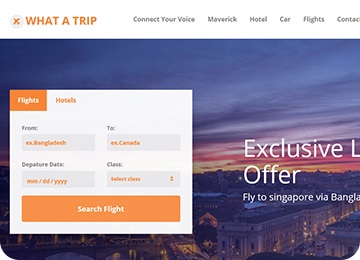 WHAT A TRIP
Connect Your Voice Maverick Hotel Car Flights Contac
Flights Hotels
From: To:
ex.Bangladesh ex.Canada
Depature Date: Class:
mm / dd / yyyy Select class
Search Flight
Exclusive L
Offer
Fly to singapore via Bangla